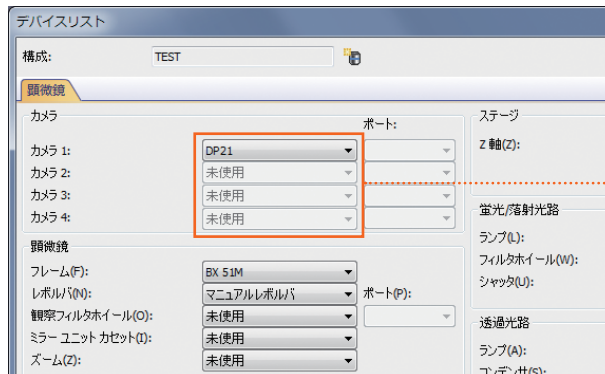 デバイスリスト
構成: TEST
顕微鏡
カメラ
ポート:
カメラ 1: DP21
カメラ 2: 未使用
カメラ 3: 未使用
カメラ 4: 未使用
顕微鏡
フレーム(F): BX 51M
レボルバ(N): マニュアルレボルバ ポート(P):
観察フィルタホイール(O): 未使用
ミラー ユニット カセット(I): 未使用
ズーム(Z): 未使用
ステージ
Z 軸(Z):
蛍光/落射光路
ランプ(L):
フィルタホイール(W):
シャッタ(U):
透過光路
ランプ(A):
コンデンサ(S):